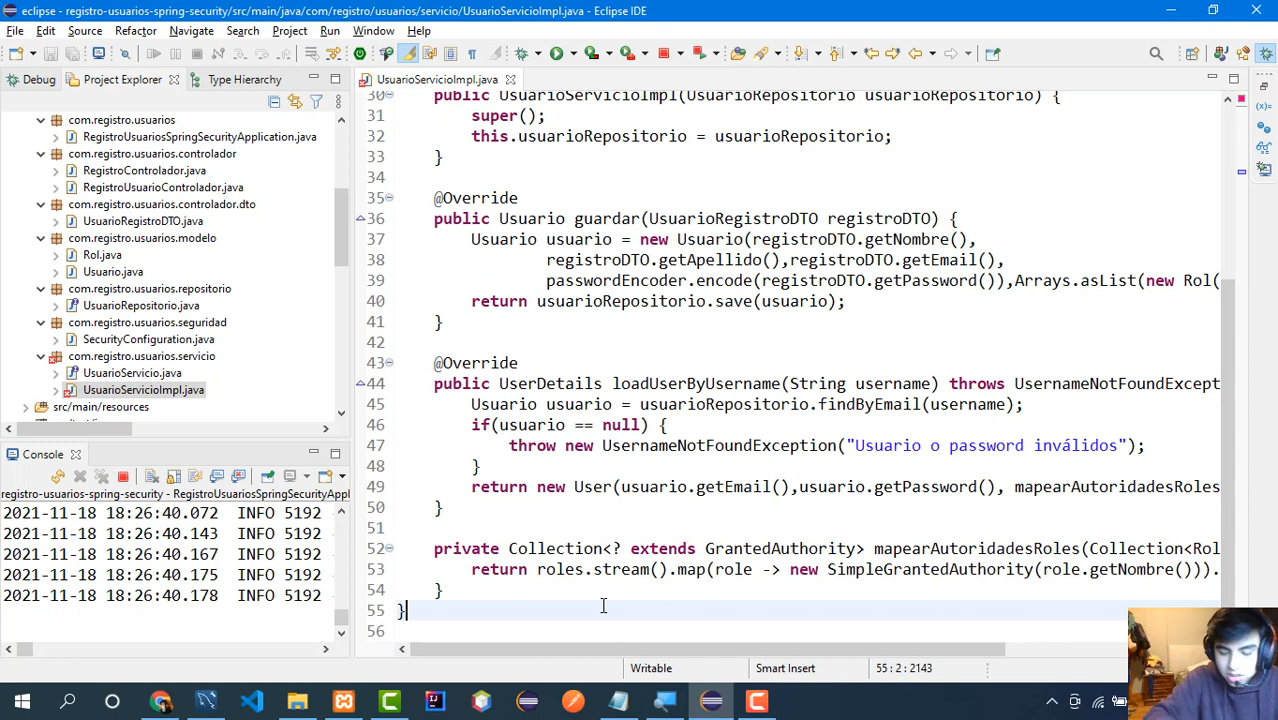 eclipse - registro-usuarios-spring-security/src/main/java/com/registro/usuarios/servicio/UsuarioServicioImpl.java - Eclipse IDE
File Edit Source Refactor Navigate Search Project Run Window Help
Debug Project Explorer Type Hierarchy
UsuarioServicioImpl.java
com.registro.usuarios
RegistroUsuariosSpringSecurityApplication.java
com.registro.usuarios.controlador
RegistroControlador.java
RegistroUsuarioControlador.java
com.registro.usuarios.controlador.dto
UsuarioRegistroDTO.java
com.registro.usuarios.modelo
Rol.java
Usuario.java
com.registro.usuarios.repositorio
UsuarioRepositorio.java
com.registro.usuarios.seguridad
SecurityConfiguration.java
com.registro.usuarios.servicio
UsuarioServicio.java
UsuarioServicioImpl.java
src/main/resources
Console
registro-usuarios-spring-security - RegistroUsuariosSpringSecurityAppl
2021-11-18 18:26:40.072 INFO 5192
2021-11-18 18:26:40.143 INFO 5192
2021-11-18 18:26:40.167 INFO 5192
2021-11-18 18:26:40.175 INFO 5192
2021-11-18 18:26:40.178 INFO 5192
30 public UsuarioServicioImpl(UsuarioRepositorio usuarioRepositorio) {
31 super();
32 this.usuarioRepositorio = usuarioRepositorio;
33 }
34
35 @Override
36 public Usuario guardar(UsuarioRegistroDTO registroDTO) {
37 Usuario usuario = new Usuario(registroDTO.getNombre(),
38 registroDTO.getApellido(),registroDTO.getEmail(),
39 passwordEncoder.encode(registroDTO.getPassword()),Arrays.asList(new Rol(
40 return usuarioRepositorio.save(usuario);
41 }
42
43 @Override
44 public UserDetails loadUserByUsername(String username) throws UsernameNotFoundExcept
45 Usuario usuario = usuarioRepositorio.findByEmail(username);
46 if(usuario == null) {
47 throw new UsernameNotFoundException("Usuario o password inválidos");
48 }
49 return new User(usuario.getEmail(),usuario.getPassword(), mapearAutoridadesRoles
50 }
51
52 private Collection<? extends GrantedAuthority> mapearAutoridadesRoles(Collection<Rol
53 return roles.stream().map(role -> new SimpleGrantedAuthority(role.getNombre())).
54 }
55 }
56
Writable Smart Insert 55 : 2 : 2143